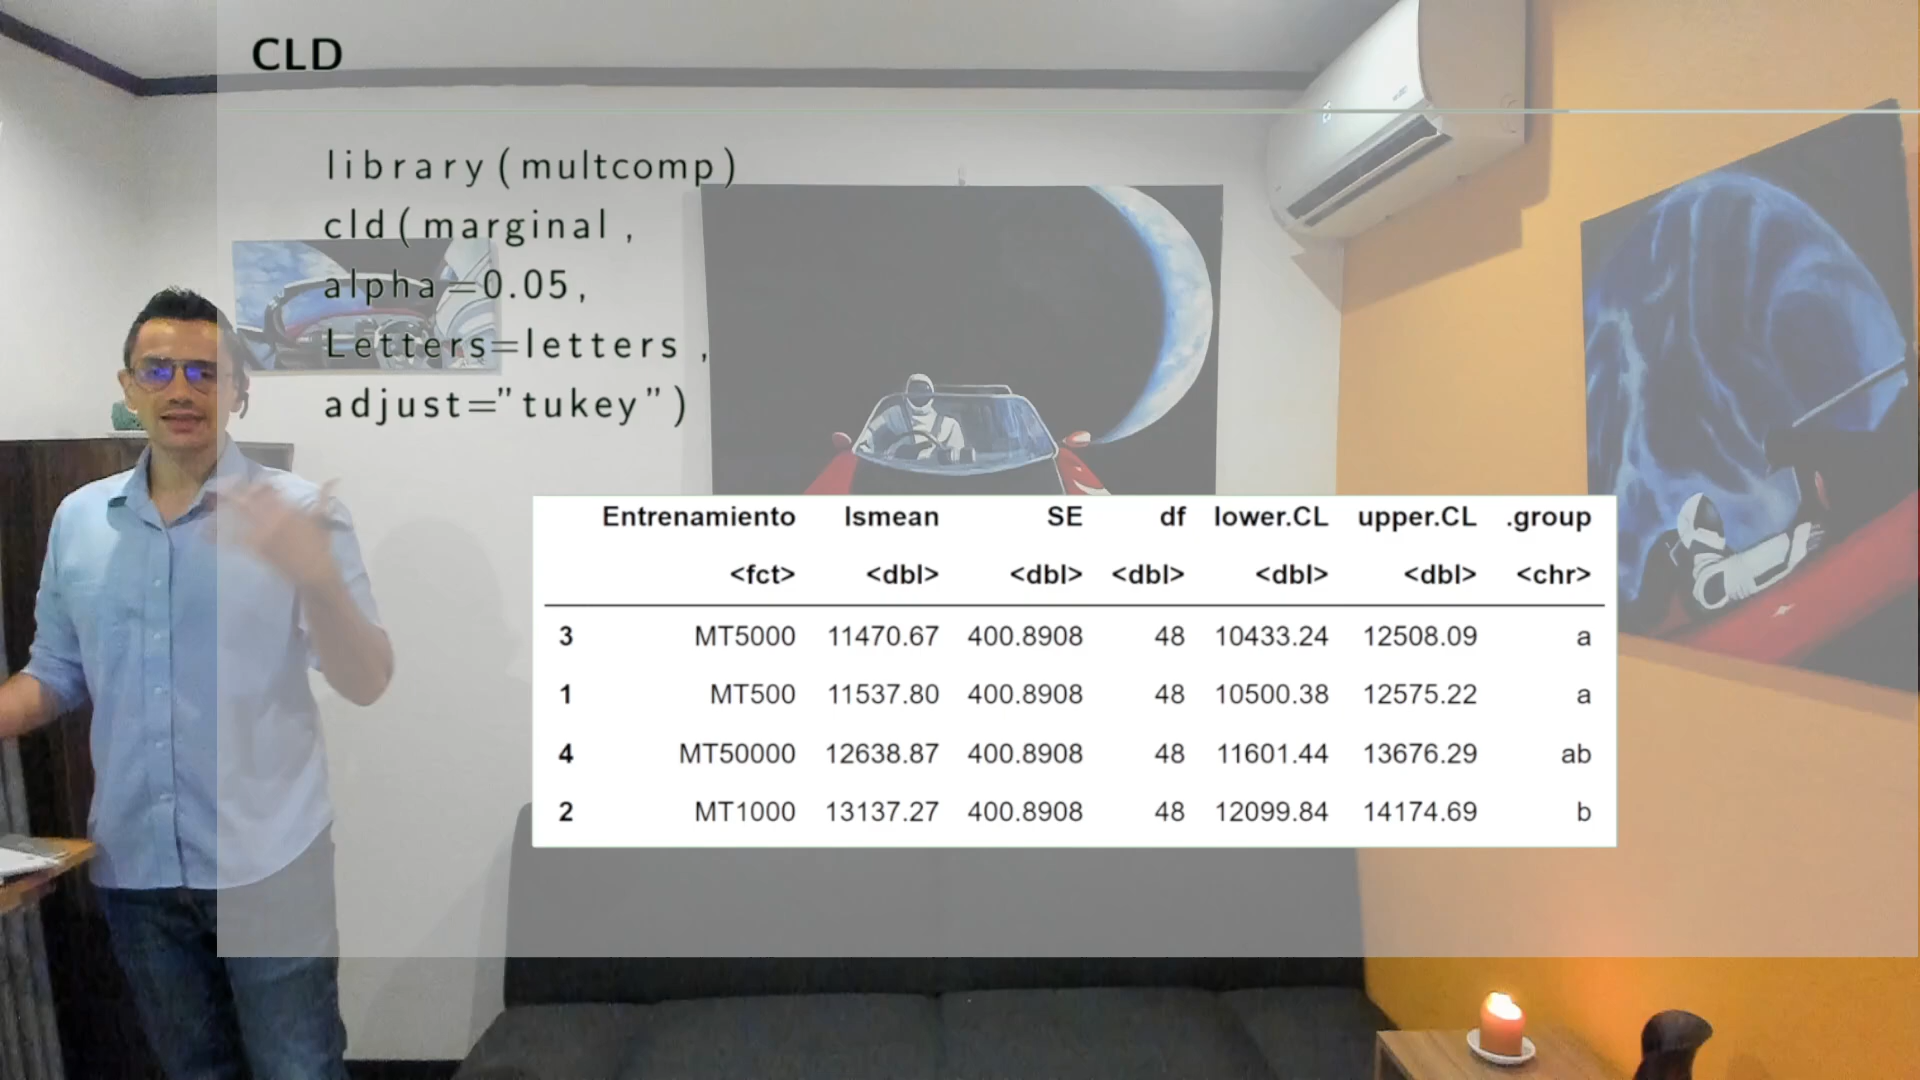 CLD
library(multcomp)
cld(marginal,
alpha=0.05,
Letters=letters,
adjust="tukey")
Entrenamiento lsmean SE df lower.CL upper.CL .group
<fct> <dbl> <dbl> <dbl> <dbl> <dbl> <chr>
3 MT5000 11470.67 400.8908 48 10433.24 12508.09 a
1 MT500 11537.80 400.8908 48 10500.38 12575.22 a
4 MT50000 12638.87 400.8908 48 11601.44 13676.29 ab
2 MT1000 13137.27 400.8908 48 12099.84 14174.69 b